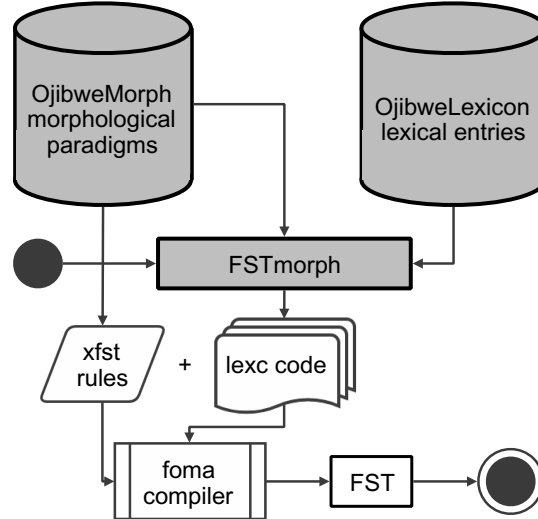 OjibweMorph
morphological
paradigms
OjibweLexicon
lexical entries
FSTmorph
xfst
rules
+
lexc code
foma
compiler
FST